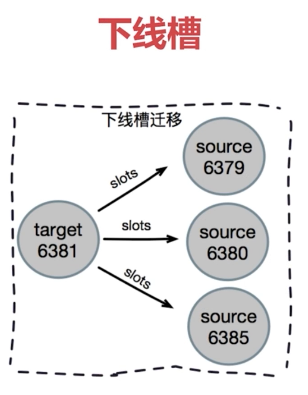 下线槽
下线槽迁移
slots
source
6379
target
6381
slots
source
6380
slots
source
6385